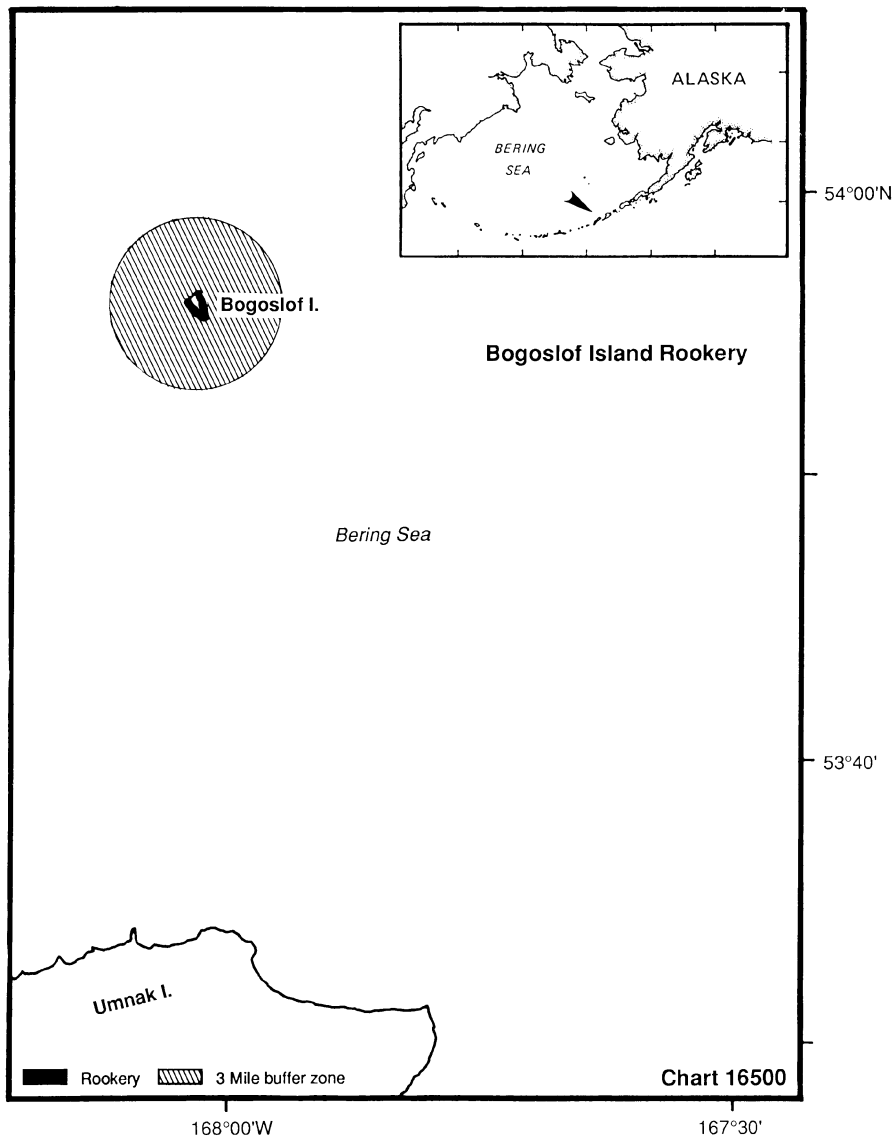 ALASKA
BERING
SEA
54°00'N
Bogoslof I.
Bogoslof Island Rookery
Bering Sea
53°40'
Umnak I.
Rookery
3 Mile buffer zone
Chart 16500
168°00'W
167°30'